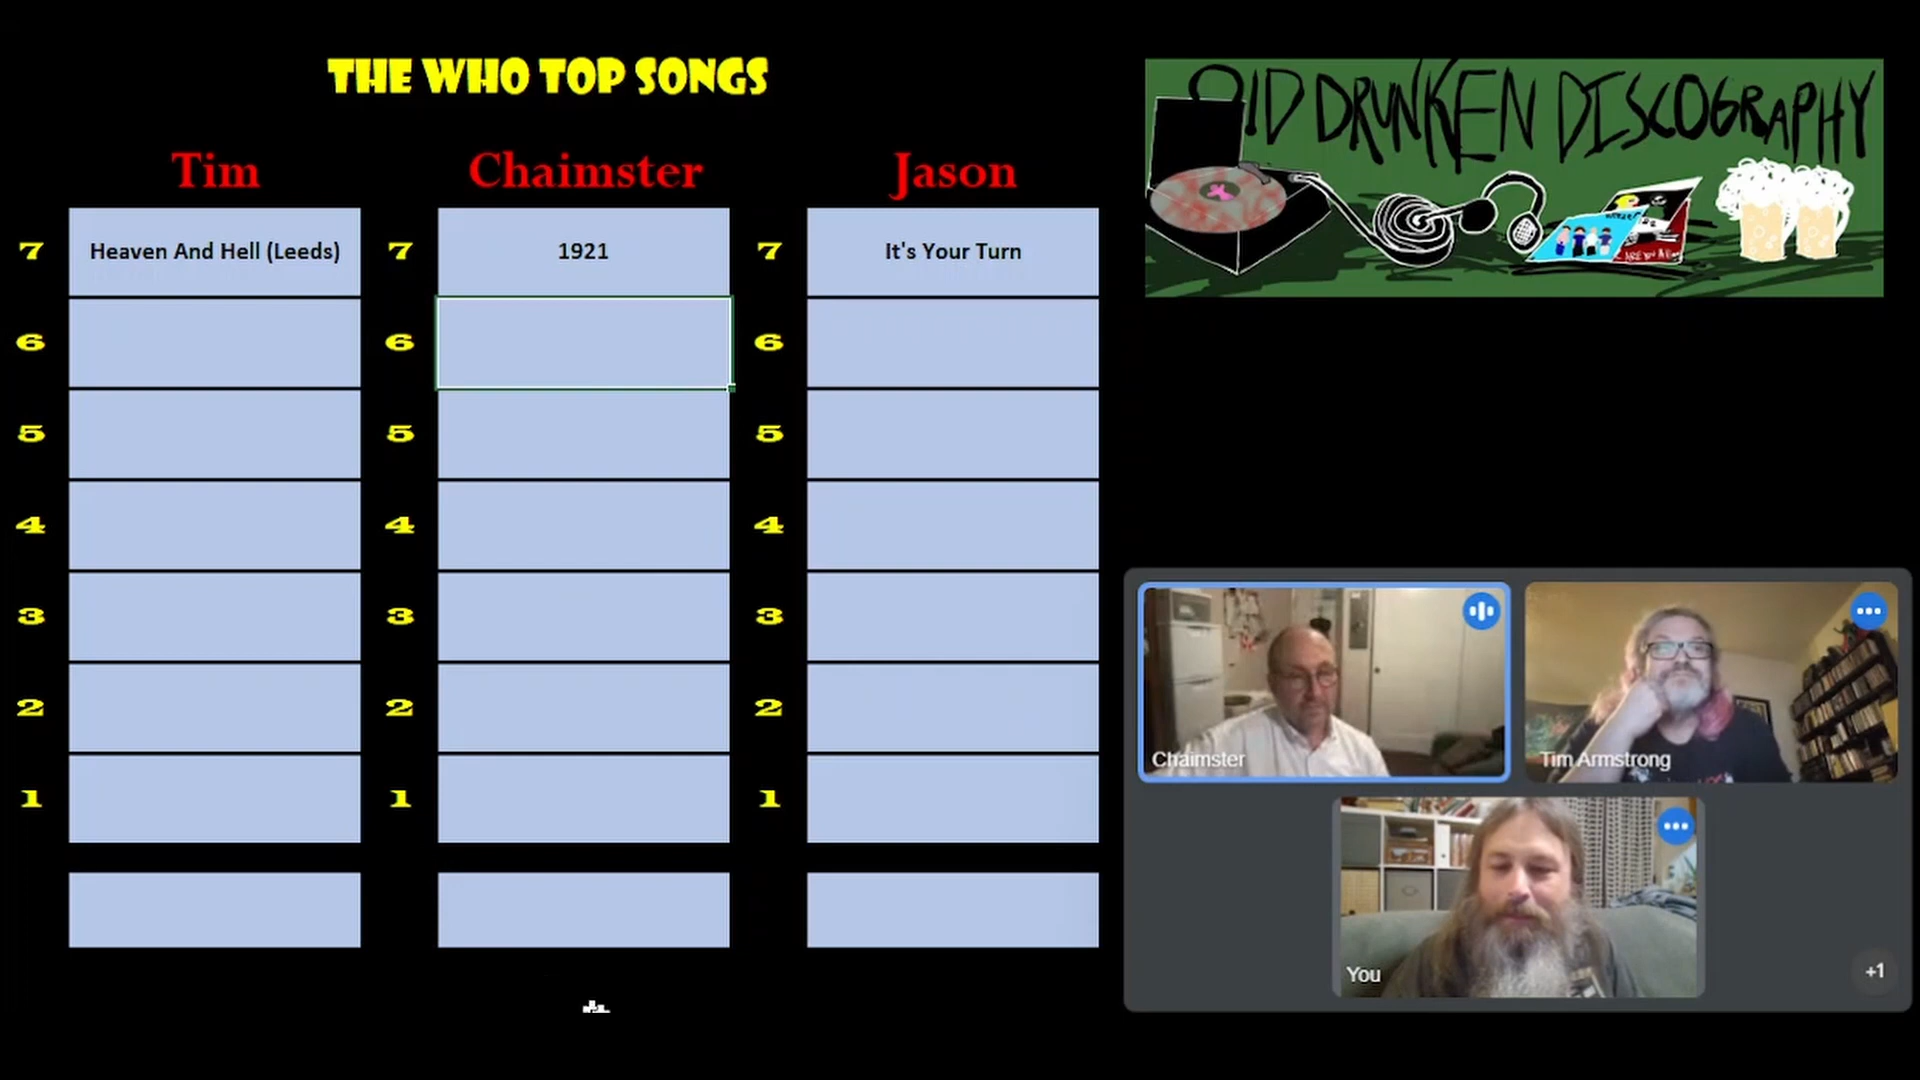 THE WHO TOP SONGS
OlD DRUNKEN DISCOGRAPHY
Tim Chaimster Jason
7 Heaven And Hell (Leeds) 7 1921 7 It's Your Turn
6 6 6
5 5 5
4 4 4
3 3 3
2 2 2
1 1 1
Chaimster
Tim Armstrong
You
+1